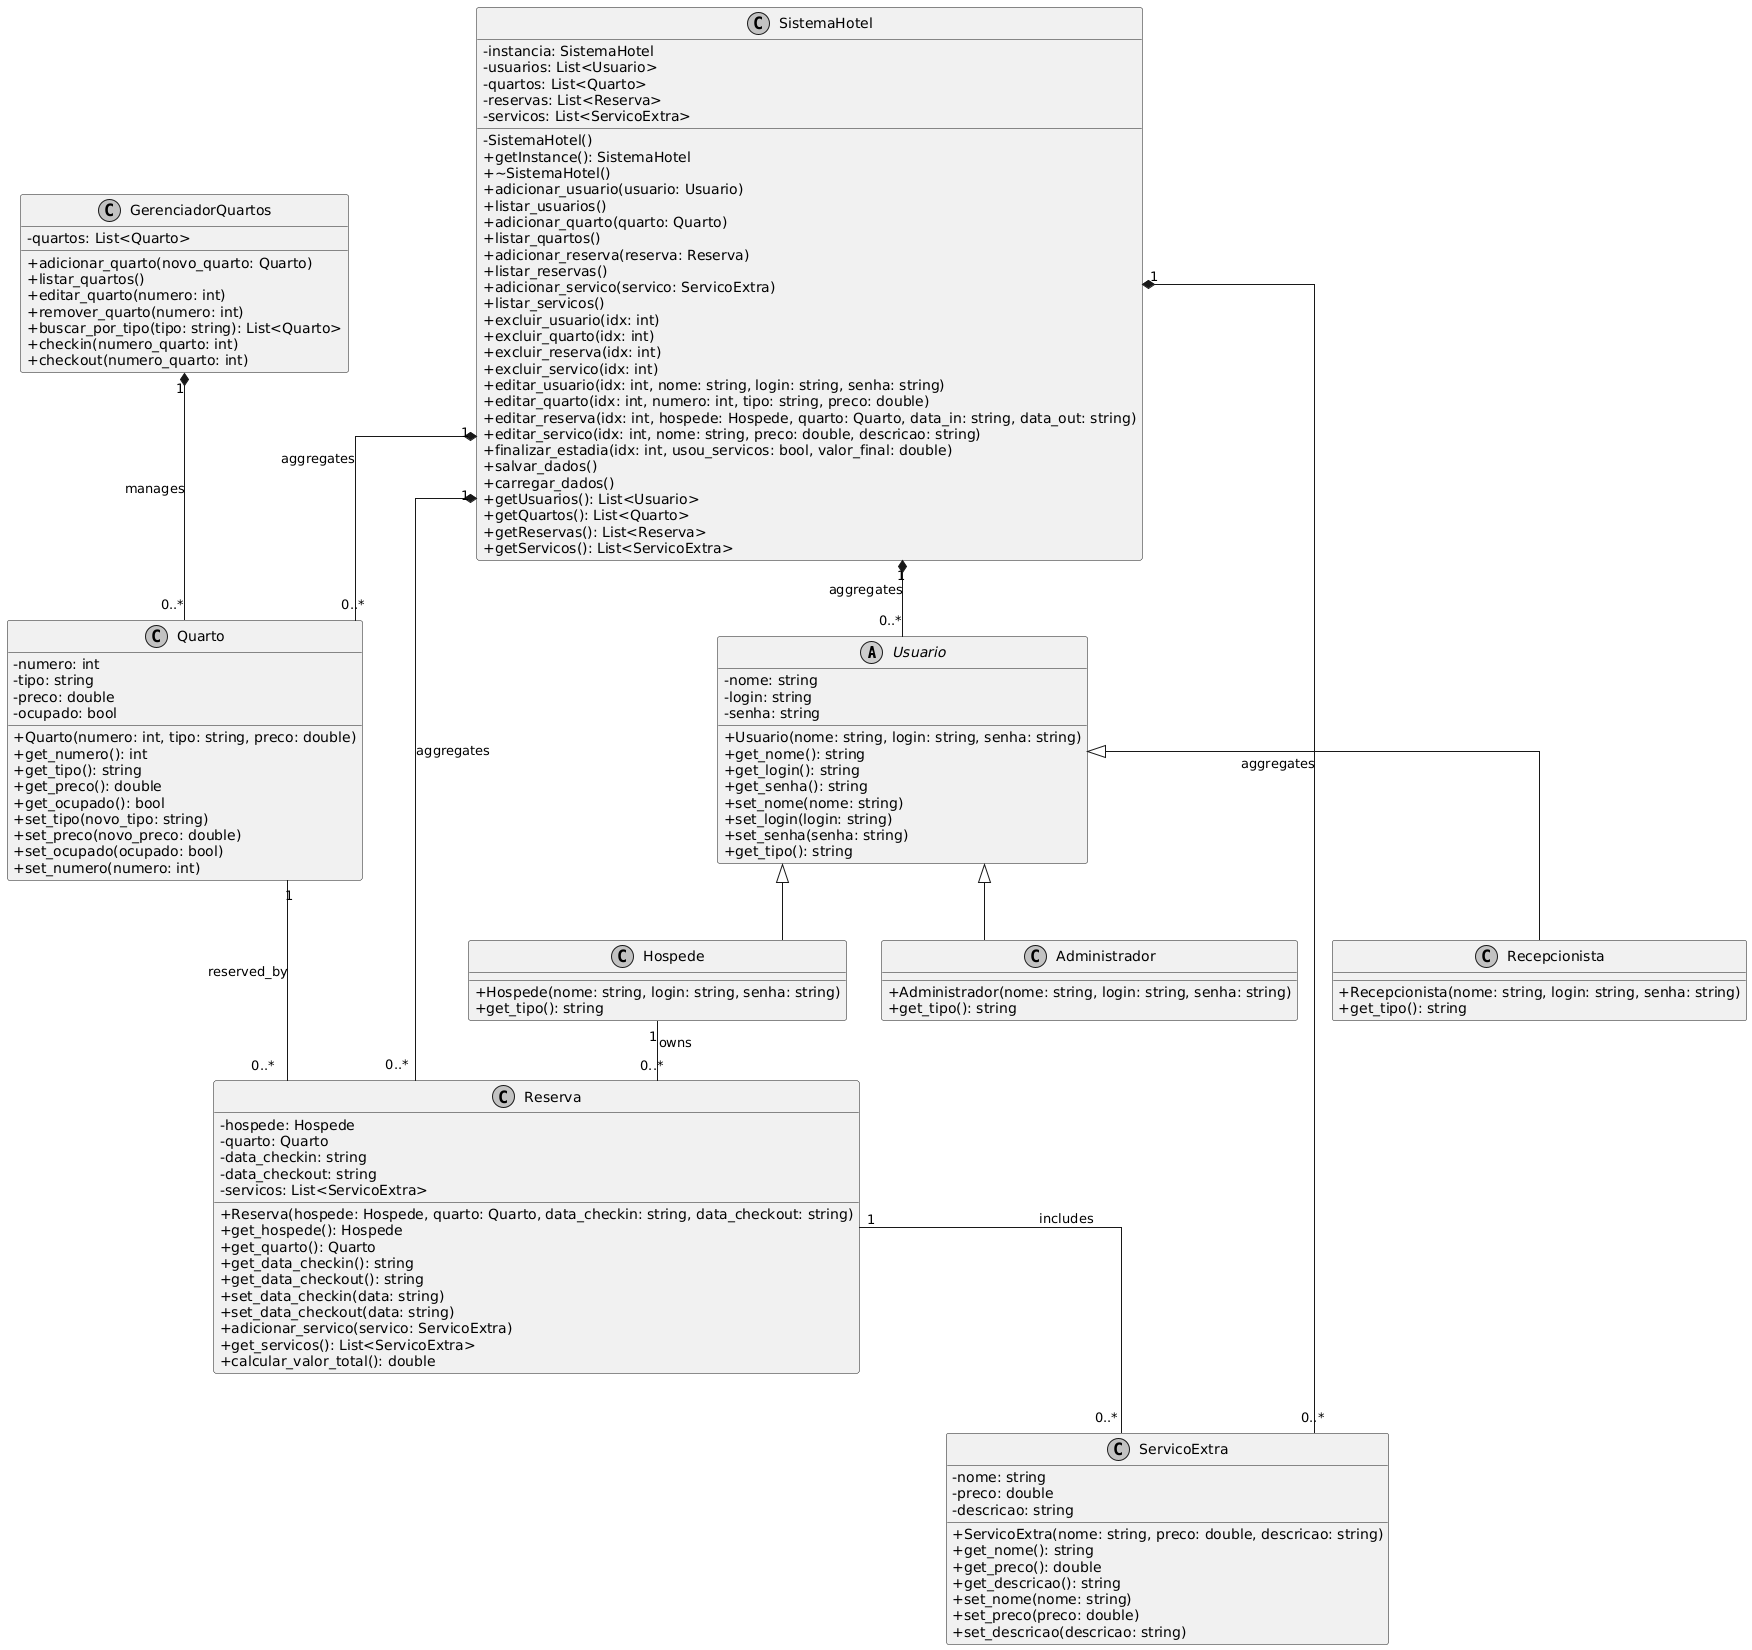 C SistemaHotel
-instancia: SistemaHotel
-usuarios: List<Usuario>
-quartos: List<Quarto>
-reservas: List<Reserva>
-servicos: List<ServicoExtra>
-SistemaHotel()
+getInstance(): SistemaHotel
+~SistemaHotel()
+adicionar_usuario(usuario: Usuario)
+listar_usuarios()
+adicionar_quarto(quarto: Quarto)
+listar_quartos()
+adicionar_reserva(reserva: Reserva)
+listar_reservas()
+adicionar_servico(servico: ServicoExtra)
+listar_servicos()
+excluir_usuario(idx: int)
+excluir_quarto(idx: int)
+excluir_reserva(idx: int)
+excluir_servico(idx: int)
+editar_usuario(idx: int, nome: string, login: string, senha: string)
+editar_quarto(idx: int, numero: int, tipo: string, preco: double)
+editar_reserva(idx: int, hospede: Hospede, quarto: Quarto, data_in: string, data_out: string)
+editar_servico(idx: int, nome: string, preco: double, descricao: string)
+finalizar_estadia(idx: int, usou_servicos: bool, valor_final: double)
+salvar_dados()
+carregar_dados()
+getUsuarios(): List<Usuario>
+getQuartos(): List<Quarto>
+getReservas(): List<Reserva>
+getServicos(): List<ServicoExtra>
C GerenciadorQuartos
-quartos: List<Quarto>
+adicionar_quarto(novo_quarto: Quarto)
+listar_quartos()
+editar_quarto(numero: int)
+remover_quarto(numero: int)
+buscar_por_tipo(tipo: string): List<Quarto>
+checkin(numero_quarto: int)
+checkout(numero_quarto: int)
1
manages
0..*
1
aggregates
0..*
1
aggregates
0..*
1
aggregates
0..*
1
aggregates
0..*
C Quarto
-numero: int
-tipo: string
-preco: double
-ocupado: bool
+Quarto(numero: int, tipo: string, preco: double)
+get_numero(): int
+get_tipo(): string
+get_preco(): double
+get_ocupado(): bool
+set_tipo(novo_tipo: string)
+set_preco(novo_preco: double)
+set_ocupado(ocupado: bool)
+set_numero(numero: int)
A Usuario
-nome: string
-login: string
-senha: string
+Usuario(nome: string, login: string, senha: string)
+get_nome(): string
+get_login(): string
+get_senha(): string
+set_nome(nome: string)
+set_login(login: string)
+set_senha(senha: string)
+get_tipo(): string
1
reserved_by
0..*
C Hospede
+Hospede(nome: string, login: string, senha: string)
+get_tipo(): string
C Administrador
+Administrador(nome: string, login: string, senha: string)
+get_tipo(): string
C Recepcionista
+Recepcionista(nome: string, login: string, senha: string)
+get_tipo(): string
1
owns
0..*
C Reserva
-hospede: Hospede
-quarto: Quarto
-data_checkin: string
-data_checkout: string
-servicos: List<ServicoExtra>
+Reserva(hospede: Hospede, quarto: Quarto, data_checkin: string, data_checkout: string)
+get_hospede(): Hospede
+get_quarto(): Quarto
+get_data_checkin(): string
+get_data_checkout(): string
+set_data_checkin(data: string)
+set_data_checkout(data: string)
+adicionar_servico(servico: ServicoExtra)
+get_servicos(): List<ServicoExtra>
+calcular_valor_total(): double
1
includes
0..*
C ServicoExtra
-nome: string
-preco: double
-descricao: string
+ServicoExtra(nome: string, preco: double, descricao: string)
+get_nome(): string
+get_preco(): double
+get_descricao(): string
+set_nome(nome: string)
+set_preco(preco: double)
+set_descricao(descricao: string)